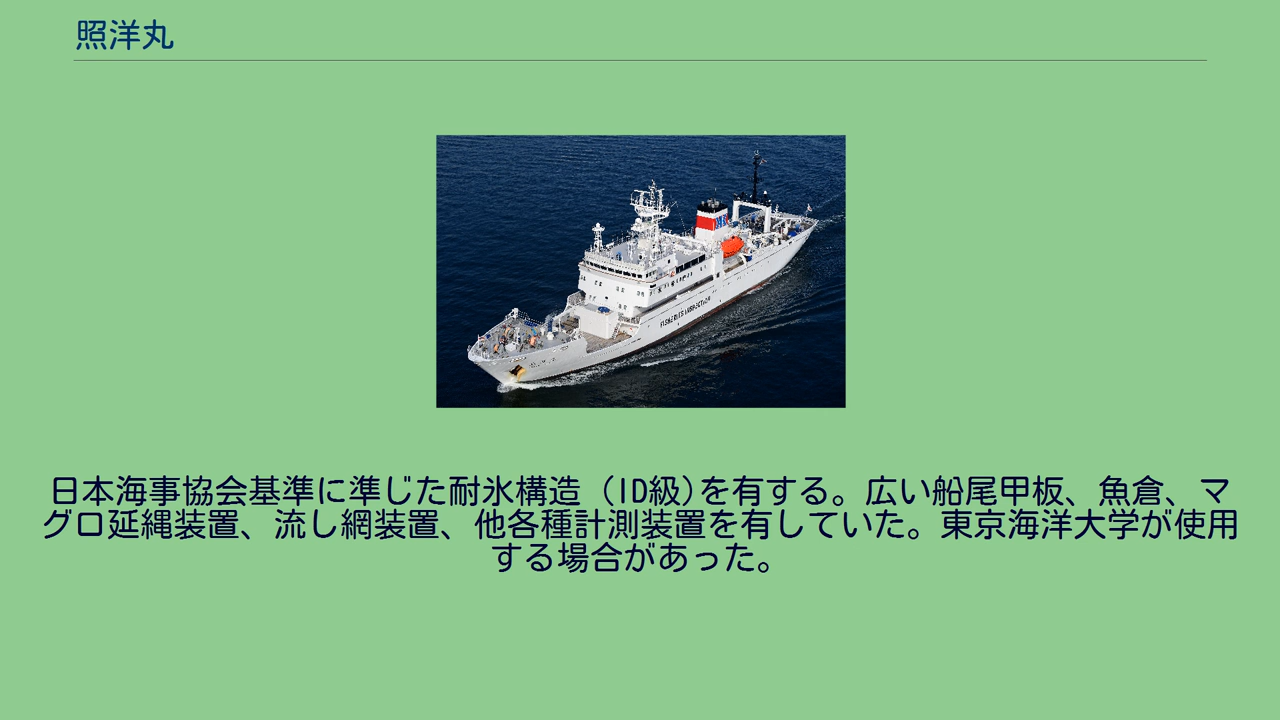 照洋丸
FISHERIES INSPECTION
日本海事協会基準に準じた耐氷構造（ID級)を有する。広い船尾甲板、魚倉、マ
グロ延縄装置、流し網装置、他各種計測装置を有していた。東京海洋大学が使用
する場合があった。